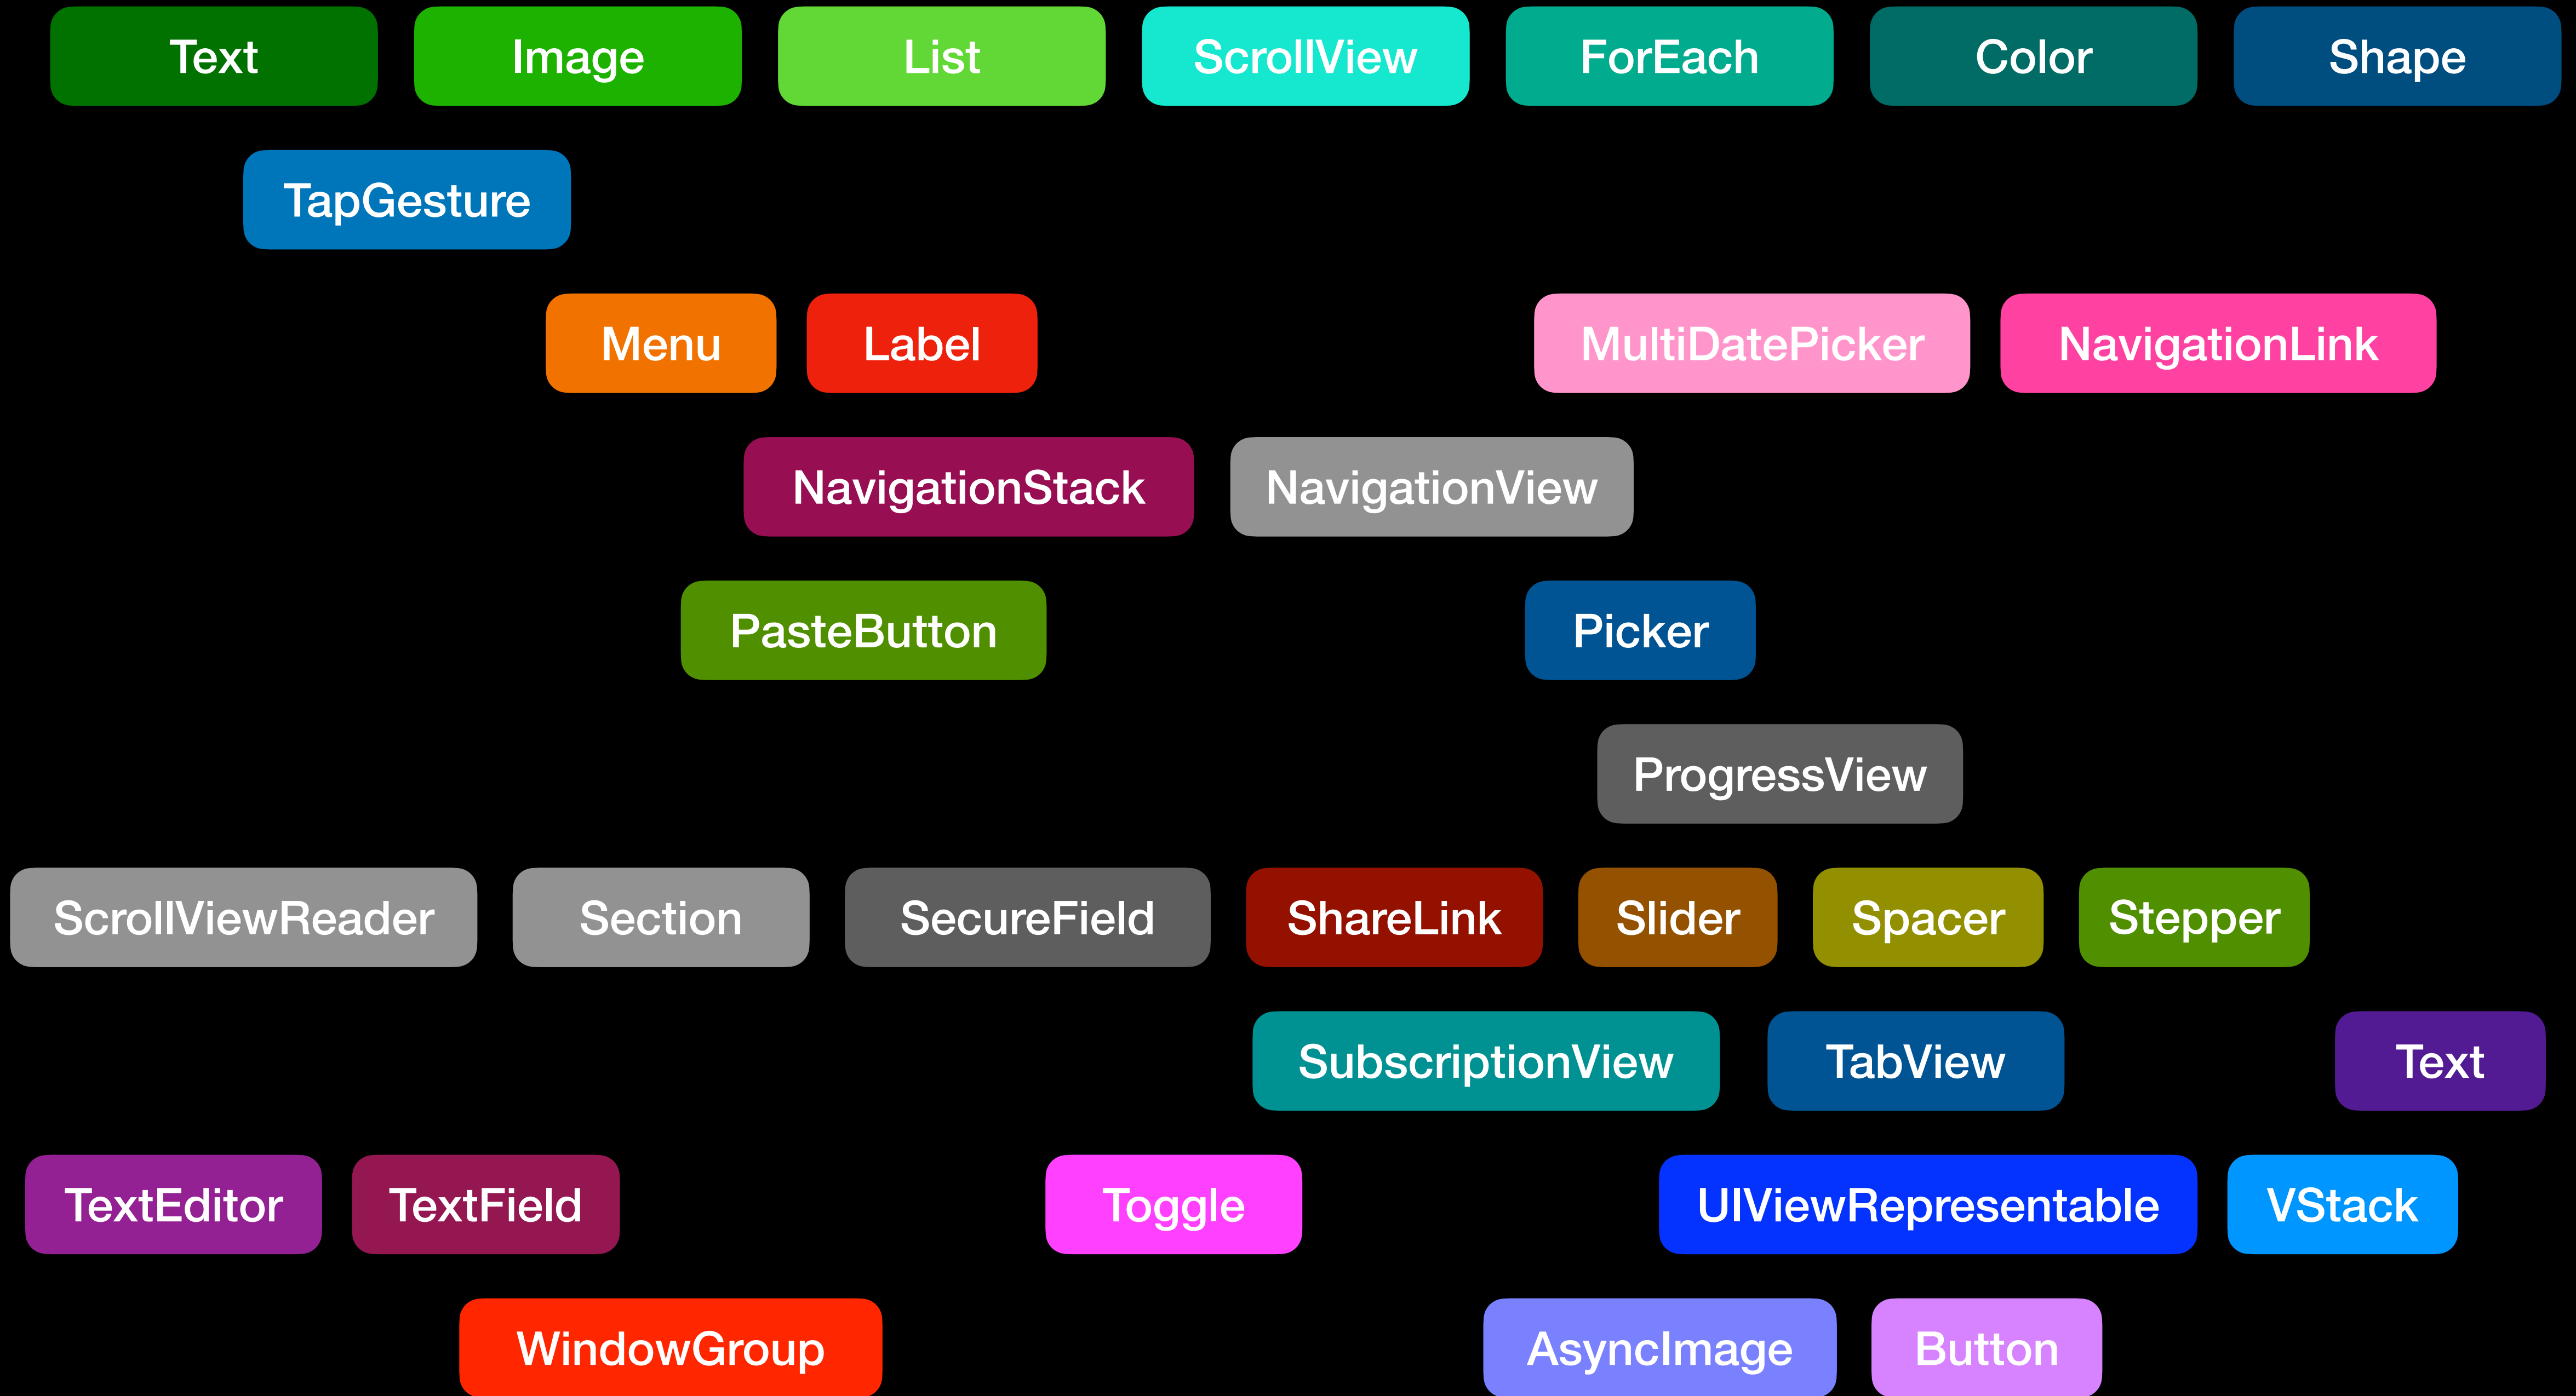 Text Image List ScrollView ForEach Color Shape
TapGesture
Menu Label MultiDatePicker NavigationLink
NavigationStack NavigationView
PasteButton Picker
ProgressView
ScrollViewReader Section SecureField ShareLink Slider Spacer Stepper
SubscriptionView TabView Text
TextEditor TextField Toggle UIViewRepresentable VStack
WindowGroup AsyncImage Button